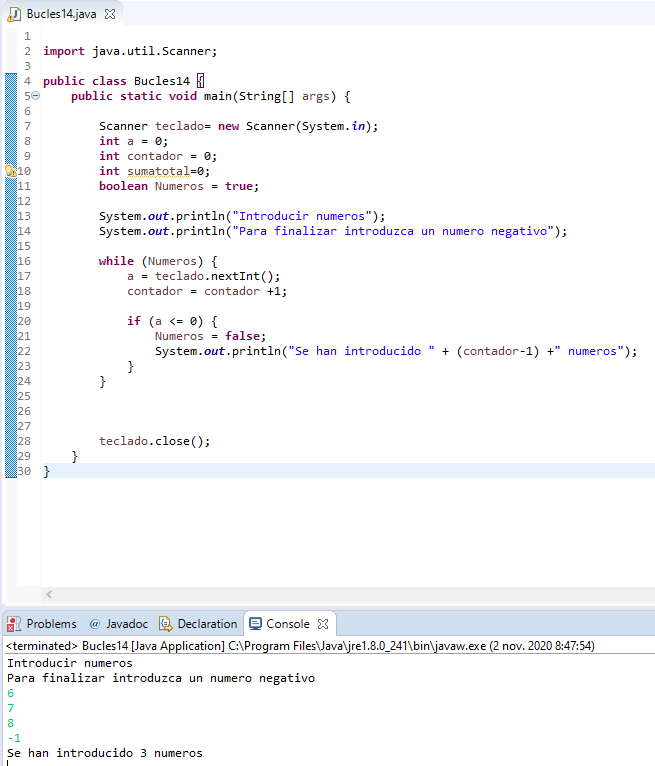 Bucles14.java
1
2 import java.util.Scanner;
3
4 public class Bucles14 {
5 public static void main(String[] args) {
6
7 Scanner teclado= new Scanner(System.in);
8 int a = 0;
9 int contador = 0;
10 int sumatotal=0;
11 boolean Numeros = true;
12
13 System.out.println("Introducir numeros");
14 System.out.println("Para finalizar introduzca un numero negativo");
15
16 while (Numeros) {
17 a = teclado.nextInt();
18 contador = contador +1;
19
20 if (a <= 0) {
21 Numeros = false;
22 System.out.println("Se han introducido " + (contador-1) +" numeros");
23 }
24 }
25
26
27
28 teclado.close();
29 }
30 }
Problems @ Javadoc Declaration Console
<terminated> Bucles14 [Java Application] C:\Program Files\Java\jre1.8.0_241\bin\javaw.exe (2 nov. 2020 8:47:54)
Introducir numeros
Para finalizar introduzca un numero negativo
6
7
8
-1
Se han introducido 3 numeros